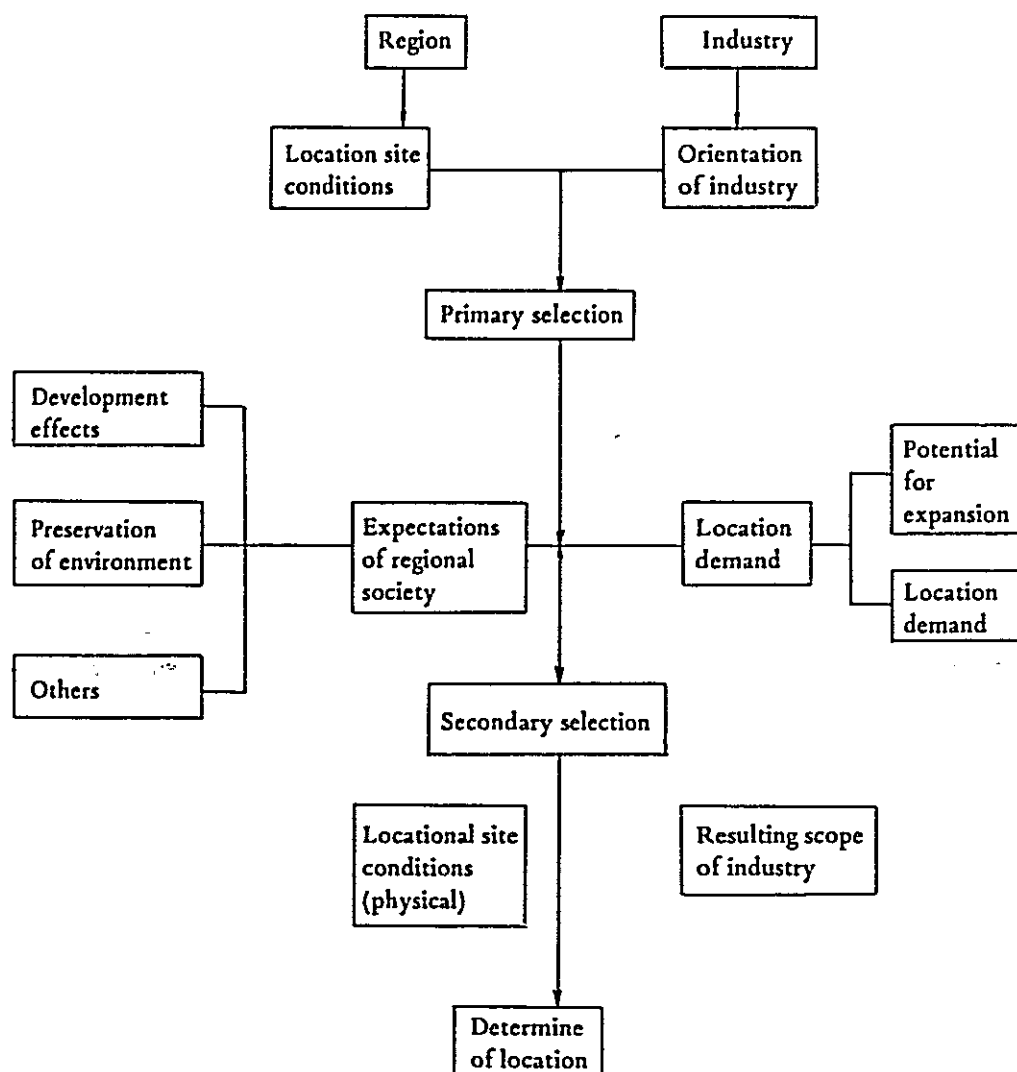 Region
Industry
Location site
conditions
Orientation
of industry
Primary selection
Development
effects
Potential
for
expansion
Preservation
of environment
Expectations
of regional
society
Location
demand
Location
demand
Others
Secondary selection
Locational site
conditions
(physical)
Resulting scope
of industry
Determine
of location